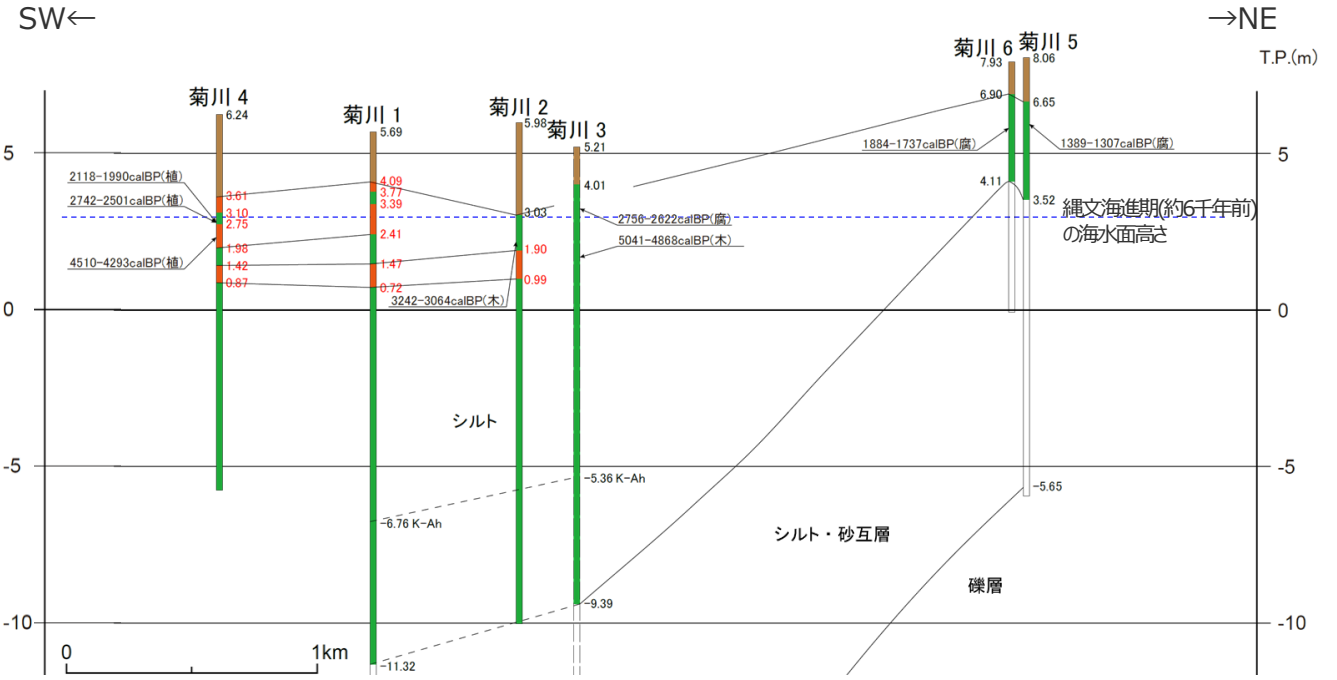 SW←
→NE
T.P.(m)
菊川 4
6.24
菊川 1
5.69
菊川 2
5.98
菊川 3
5.21
菊川 6
7.93
菊川 5
8.06
6.90
6.65
5
5
1884-1737calBP(腐)
1389-1307calBP(腐)
2118-1990calBP(植)
2742-2501calBP(植)
4510-4293calBP(植)
3.61
3.10
2.75
1.98
1.42
0.87
4.09
3.77
3.39
2.41
1.47
0.72
3.03
1.90
0.99
3242-3064calBP(木)
4.01
2756-2622calBP(腐)
5041-4868calBP(木)
4.11
3.52
縄文海進期(約6千年前)
の海水面高さ
0
0
シルト
-5
-5
-5.36 K-Ah
-5.65
-6.76 K-Ah
シルト・砂互層
礫層
-9.39
-10
-10
-11.32
0
1km